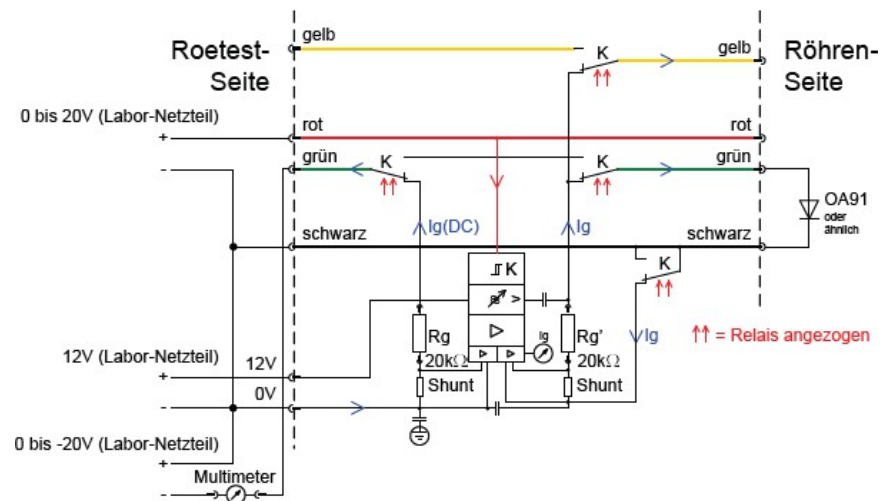 gelb
K
gelb
Roetest-
Seite
Röhren-
Seite
0 bis 20V (Labor-Netzteil)
+
-
rot
rot
grün
K
K
grün
OA91
oder
ähnlich
Ig(DC)
Ig
schwarz
schwarz
K
K
Ig
= Relais angezogen
Rg
Ig
Rg'
20kΩ
20kΩ
12V (Labor-Netzteil)
12V
+
Shunt
Shunt
0V
-
0 bis -20V (Labor-Netzteil)
+
Multimeter
-